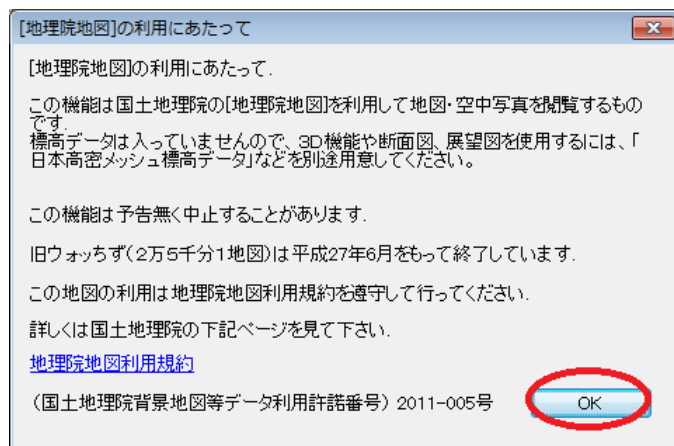 [地理院地図]の利用にあたって
[地理院地図]の利用にあたって.
この機能は国土地理院の[地理院地図]を利用して地図・空中写真を閲覧するもの
です.
標高データは入っていませんので、3D機能や断面図、展望図を使用するには、「
日本高密メッシュ標高データ」などを別途用意してください。
この機能は予告無く中止することがあります.
旧ウォッちず(2万5千分1地図)は平成27年6月をもって終了しています.
この地図の利用は地理院地図利用規約を遵守して行ってください.
詳しくは国土地理院の下記ページを見て下さい.
地理院地図利用規約
(国土地理院背景地図等データ利用許諾番号) 2011-005号
OK